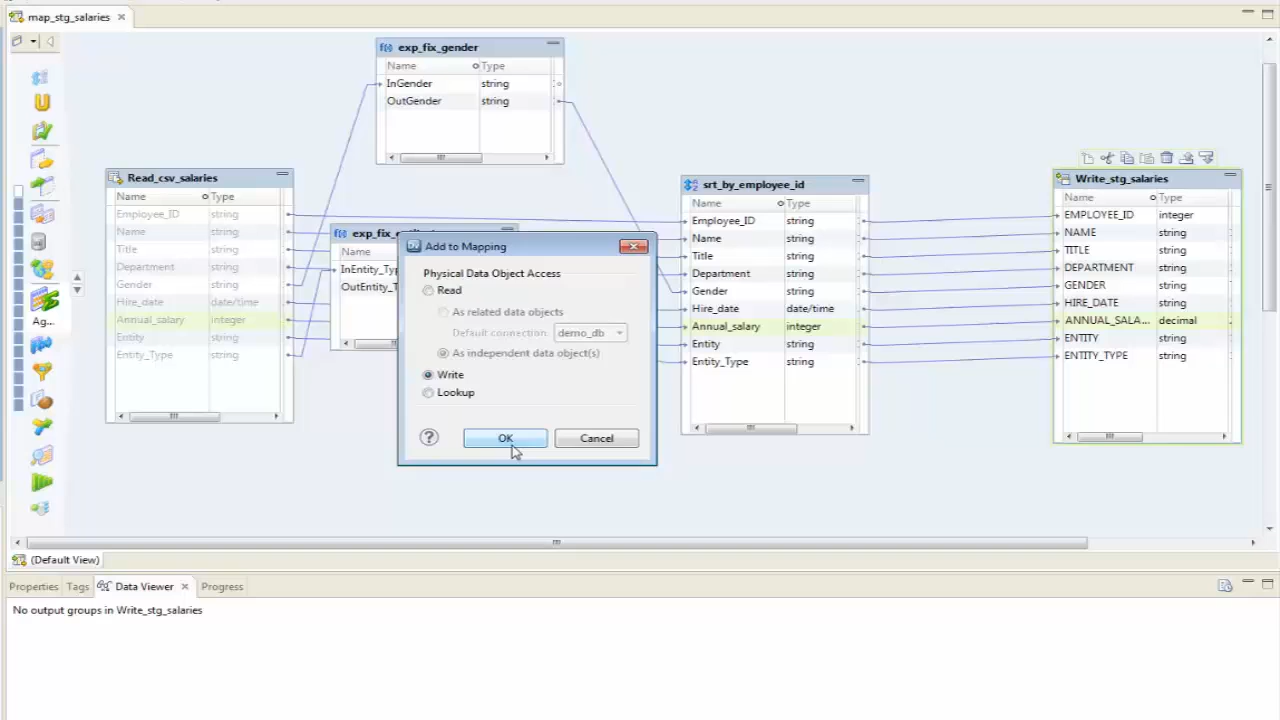 map_stg_salaries
exp_fix_gender
Name Type
InGender string
OutGender string
Read_csv_salaries
Name Type
Employee_ID string
Name string
Title string
Department string
Gender string
Hire_date date/time
Annual_salary integer
Entity string
Entity_Type string
Ag...
Name
InEntity_Typ
OutEntity_T
Add to Mapping
Physical Data Object Access
Read
As related data objects
Default connection: demo_db
As independent data object(s)
Write
Lookup
OK
Cancel
srt_by_employee_id
Name Type
Employee_ID string
Name string
Title string
Department string
Gender string
Hire_date date/time
Annual_salary integer
Entity string
Entity_Type string
Write_stg_salaries
Name Type
EMPLOYEE_ID integer
NAME string
TITLE string
DEPARTMENT string
GENDER string
HIRE_DATE string
ANNUAL_SALA... decimal
ENTITY string
ENTITY_TYPE string
(Default View)
Properties Tags Data Viewer Progress
No output groups in Write_stg_salaries